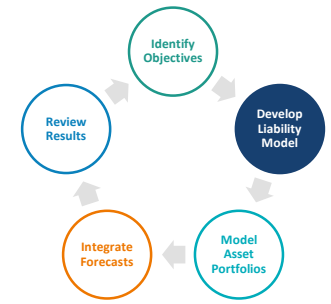 Identify
Objectives
Develop
Liability
Model
Model
Asset
Portfolios
Integrate
Forecasts
Review
Results